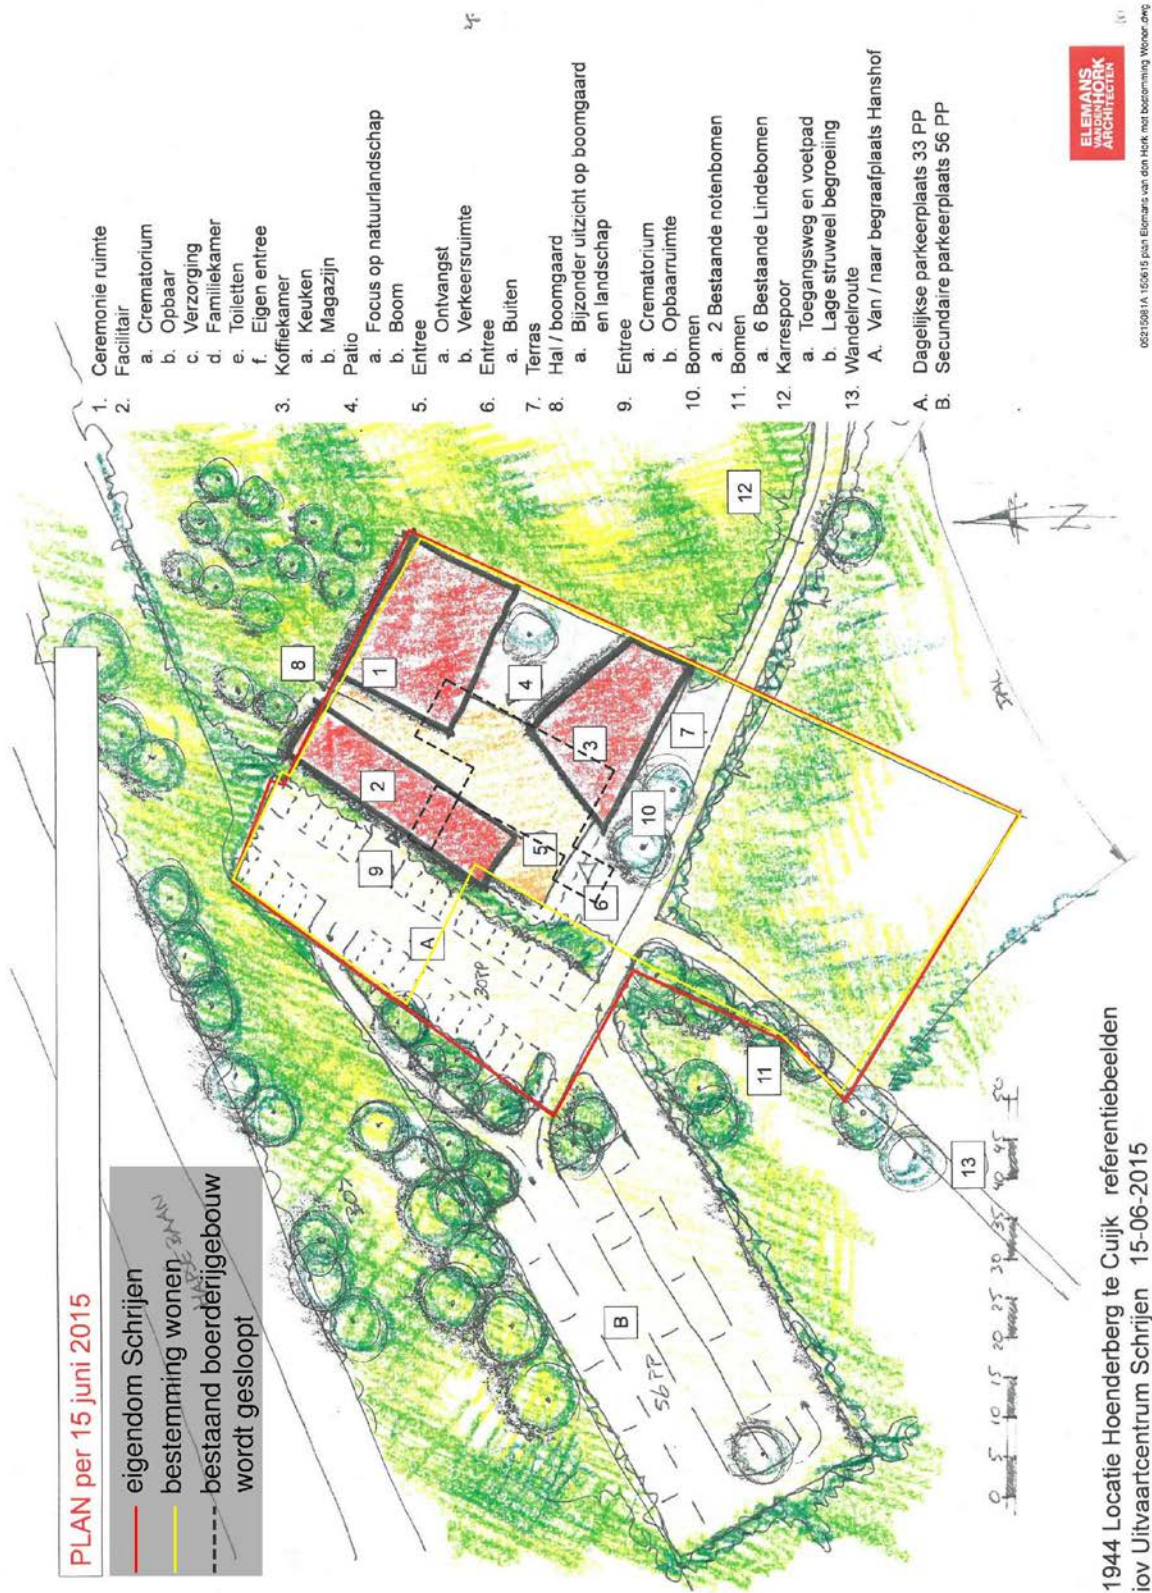 PLAN per 15 juni 2015
eigendom Schrijen
bestemming wonen
bestaand boerderijgebouw
wordt gesloopt
1. Ceremonie ruimte
2. Facilitair
a. Crematorium
b. Opbaar
c. Verzorging
d. Familiekamer
e. Toiletten
f. Eigen entree
3. Koffiekamer
a. Keuken
b. Magazijn
4. Patio
a. Focus op natuurlandschap
b. Boom
5. Entree
a. Ontvangst
b. Verkeersruimte
6. Entree
a. Buiten
7. Terras
8. Hal / boomgaard
a. Bijzonder uitzicht op boomgaard
en landschap
9. Entree
a. Crematorium
b. Opbaarruimte
10. Bomen
a. 2 Bestaande notenbomen
11. Bomen
a. 6 Bestaande Lindebomen
12. Karrespoor
a. Toegangsweg en voetpad
b. Lage struweel begroeiing
13. Wandelroute
A. Van / naar begraafplaats Hanshof
A. Dagelijkse parkeerplaats 33 PP
B. Secundaire parkeerplaats 56 PP
8
1
2
9
4
3
7
5
10
6
A
30PP
12
11
13
B
56 PP
N
0 5 10 15 20 25 30 35 40 45 50
1944 Locatie Hoenderberg te Cuijk referentiebeelden
iov Uitvaartcentrum Schrijen 15-06-2015
ELEMANS
VANDENHORK
ARCHITECTEN